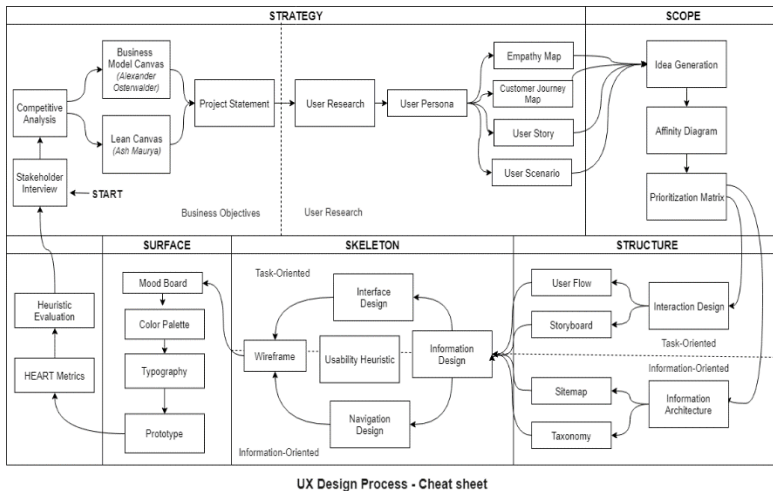 STRATEGY
SCOPE
Business
Model Canvas
(Alexander
Osterwalder)
Competitive
Analysis
Lean Canvas
(Ash Maurya)
Stakeholder
Interview
START
Project Statement
Business Objectives
User Research
User Persona
User Research
Empathy Map
Customer Journey
Map
User Story
User Scenario
Idea Generation
Affinity Diagram
Prioritization Matrix
SURFACE
SKELETON
STRUCTURE
Heuristic
Evaluation
HEART Metrics
Mood Board
Color Palette
Typography
Prototype
Task-Oriented
Interface
Design
Wireframe
Usability Heuristic
Information
Design
Navigation
Design
Information-Oriented
User Flow
Storyboard
Interaction Design
Task-Oriented
Information-Oriented
Sitemap
Taxonomy
Information
Architecture
UX Design Process - Cheat sheet